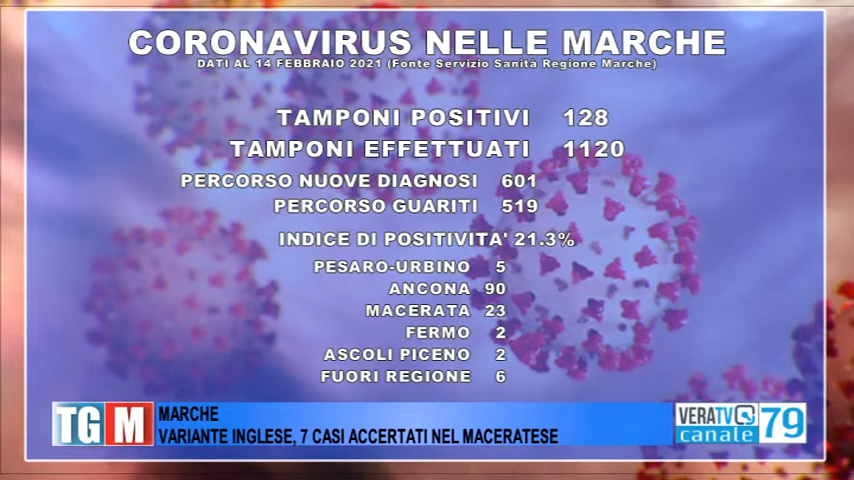 CORONAVIRUS NELLE MARCHE
DATI AL 14 FEBBRAIO 2021 (Fonte Servizio Sanità Regione Marche)
TAMPONI POSITIVI 128
TAMPONI EFFETTUATI 1120
PERCORSO NUOVE DIAGNOSI 601
PERCORSO GUARITI 519
INDICE DI POSITIVITA' 21.3%
PESARO-URBINO 5
ANCONA 90
MACERATA 23
FERMO 2
ASCOLI PICENO 2
FUORI REGIONE 6
TGM
MARCHE
VARIANTE INGLESE, 7 CASI ACCERTATI NEL MACERATESE
VERATV
canale 79